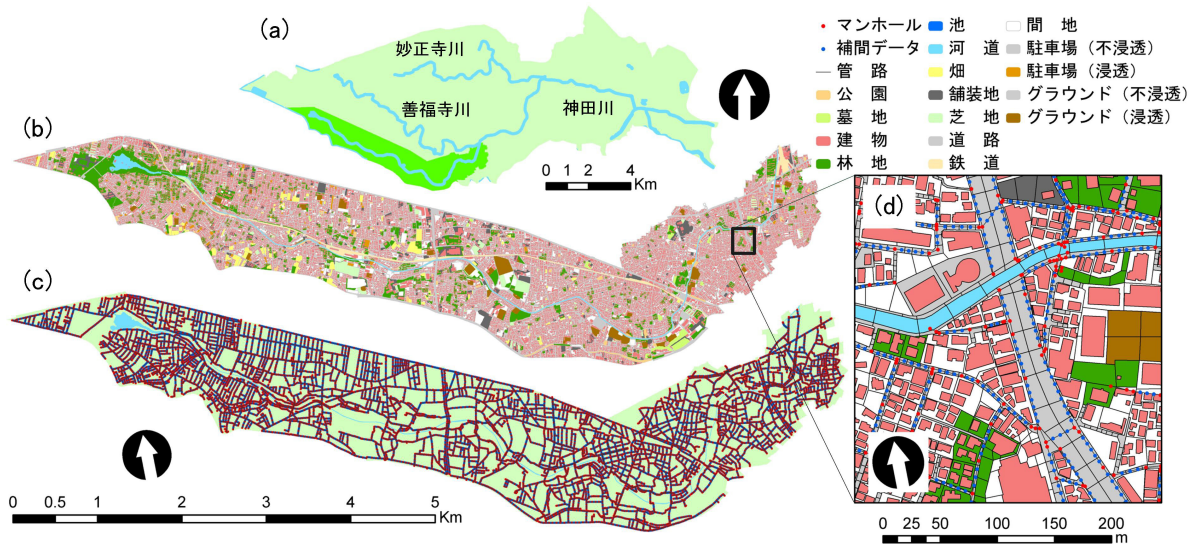 (a)
妙正寺川
善福寺川
神田川
0 1 2 4
Km
マンホール
補間データ
管 路
公 園
墓 地
建 物
林 地
池
河 道
畑
舗装地
芝 地
道 路
鉄 道
間 地
駐車場（不浸透）
駐車場（浸透）
グラウンド（不浸透）
グラウンド（浸透）
(b)
(c)
0 0.5 1 2 3 4 5
Km
(d)
0 25 50 100 150 200
m